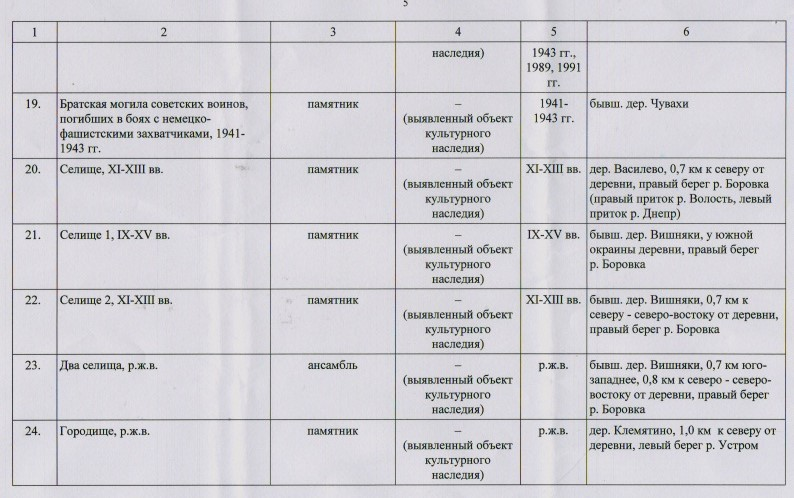 5
1 2 3 4 5 6
наследия) 1943 гг.,
1989, 1991
гг.
19. Братская могила советских воинов, памятник – 1941- бывш. дер. Чувахи
погибших в боях с немецко- (выявленный объект 1943 гг.
фашистскими захватчиками, 1941- культурного
1943 гг. наследия)
20. Селище, XI-XIII вв. памятник – XI-XIII вв. дер. Василево, 0,7 км к северу от
(выявленный объект деревни, правый берег р. Боровка
культурного (правый приток р. Волость, левый
наследия) приток р. Днепр)
21. Селище 1, IX-XV вв. памятник – IX-XV вв. бывш. дер. Вишняки, у южной
(выявленный объект окраины деревни, правый берег
культурного р. Боровка
наследия)
22. Селище 2, XI-XIII вв. памятник – XI-XIII вв. бывш. дер. Вишняки, 0,7 км к
(выявленный объект северу - северо-востоку от деревни,
культурного правый берег р. Боровка
наследия)
23. Два селища, р.ж.в. ансамбль – р.ж.в. бывш. дер. Вишняки, 0,7 км юго-
(выявленный объект западнее, 0,8 км к северо - северо-
культурного востоку от деревни, правый берег
наследия) р. Боровка
24. Городище, р.ж.в. памятник – р.ж.в. дер. Клемятино, 1,0 км к северу от
(выявленный объект деревни, левый берег р. Устром
культурного
наследия)